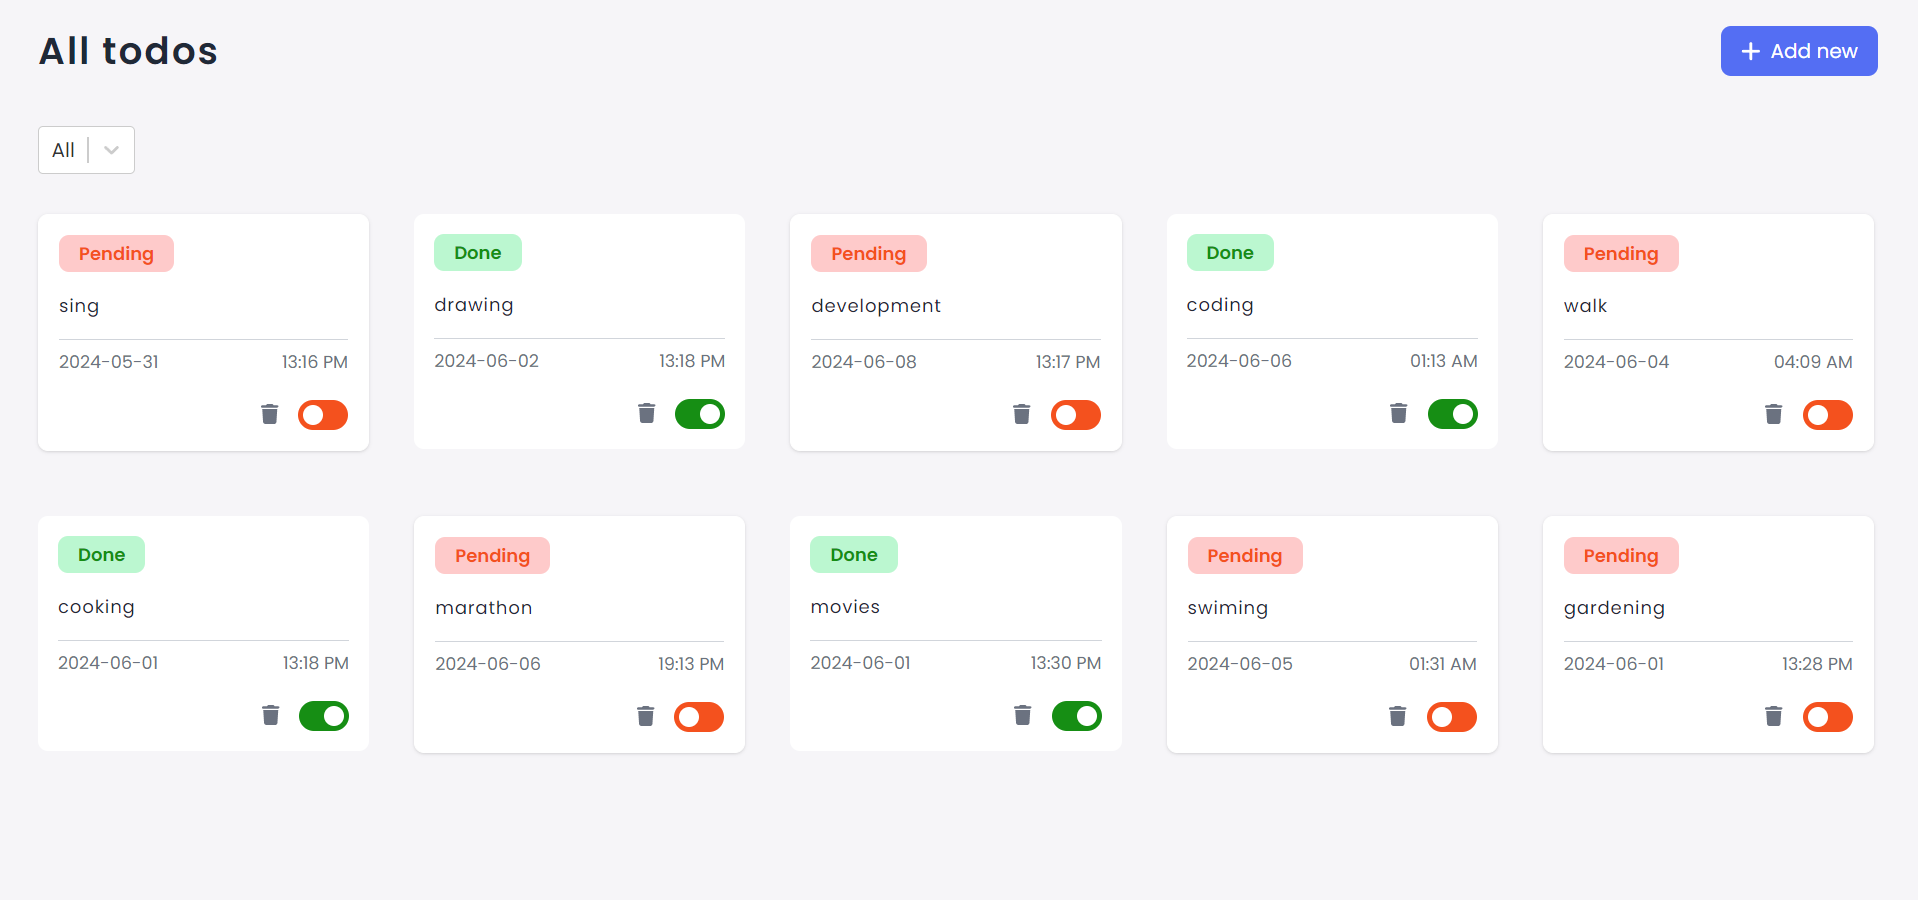 All todos
Add new
All
Pending
sing
2024-05-31 13:16 PM
Done
drawing
2024-06-02 13:18 PM
Pending
development
2024-06-08 13:17 PM
Done
coding
2024-06-06 01:13 AM
Pending
walk
2024-06-04 04:09 AM
Done
cooking
2024-06-01 13:18 PM
Pending
marathon
2024-06-06 19:13 PM
Done
movies
2024-06-01 13:30 PM
Pending
swiming
2024-06-05 01:31 AM
Pending
gardening
2024-06-01 13:28 PM